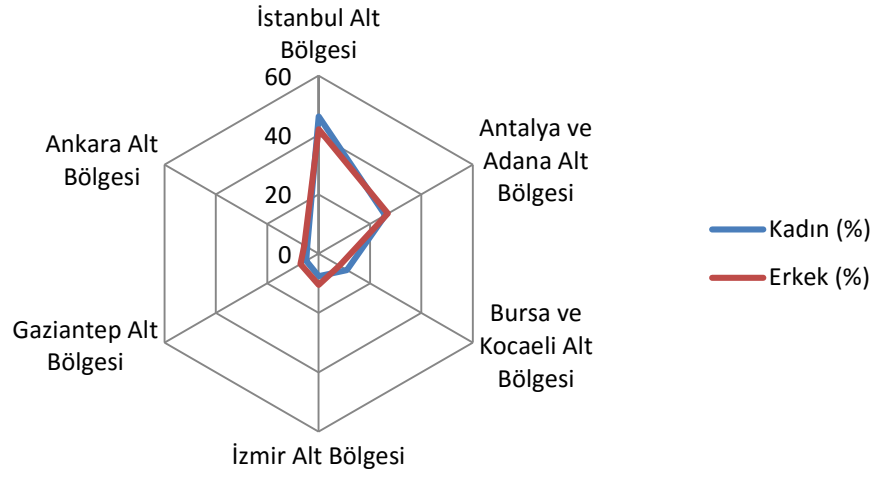 İstanbul Alt
Bölgesi
60
40
20
0
Antalya ve
Adana Alt
Bölgesi
Bursa ve
Kocaeli Alt
Bölgesi
İzmir Alt Bölgesi
Gaziantep Alt
Bölgesi
Ankara Alt
Bölgesi
Kadın (%)
Erkek (%)